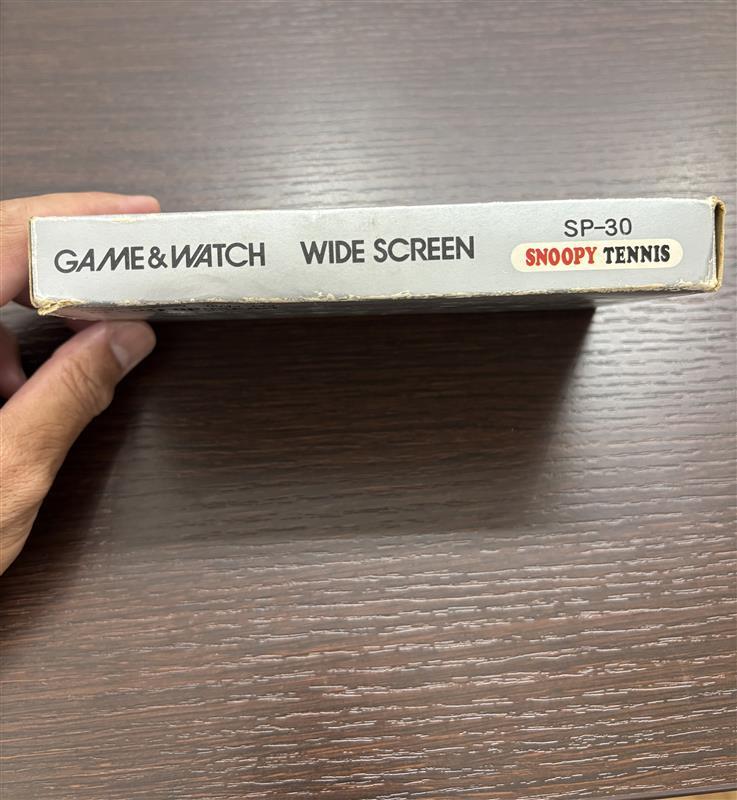 GAME&WATCH WIDE SCREEN
SP-30
SNOOPY TENNIS